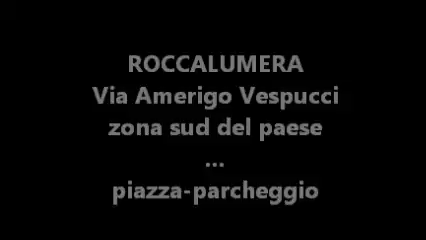 ROCCALUMERA
Via Amerigo Vespucci
zona sud del paese
...
piazza-parcheggio